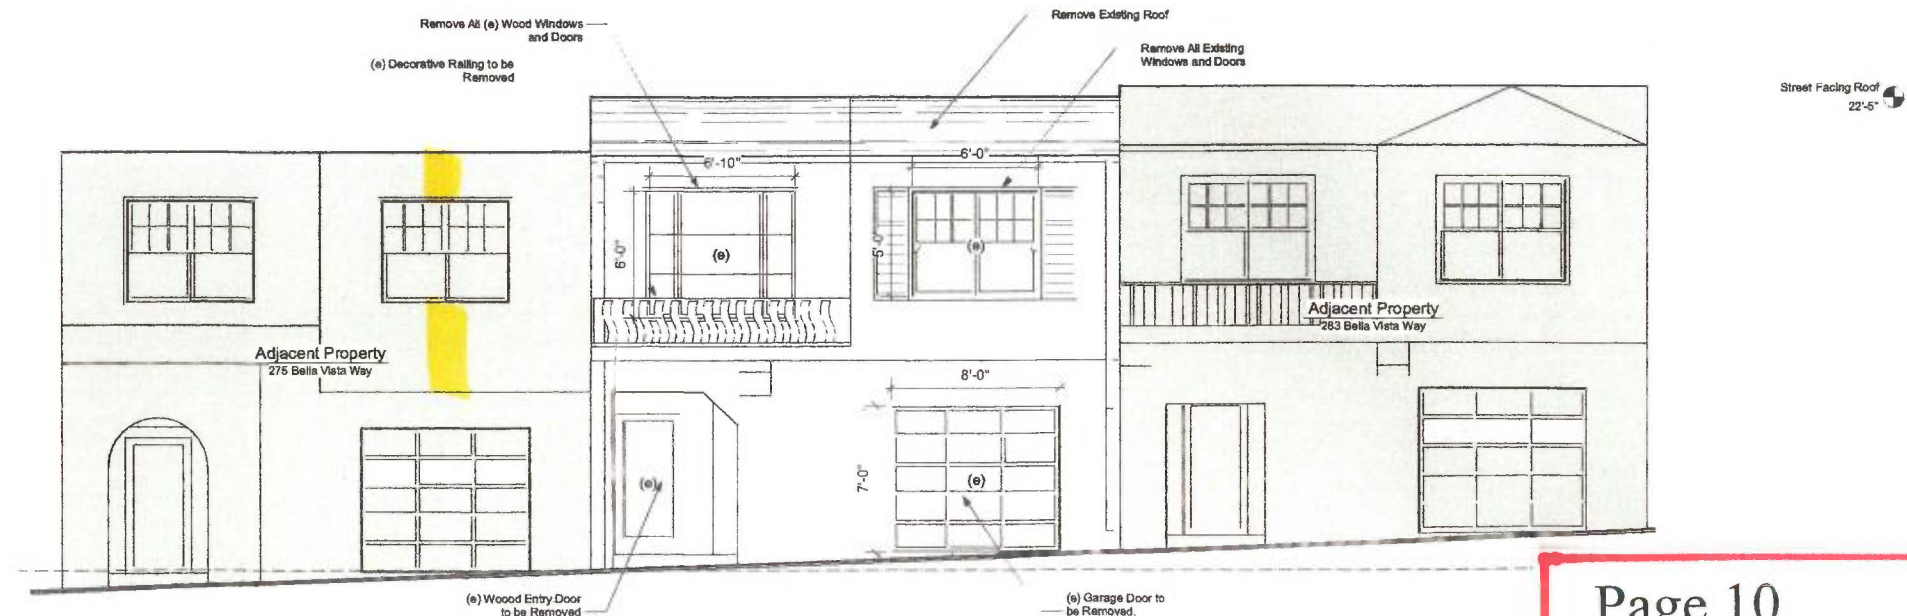 Remove All (e) Wood Windows
and Doors
(e) Decorative Railing to be
Removed
Remove Existing Roof
Remove All Existing
Windows and Doors
Street Facing Roof
22'-5"
6'-10"
6'-0"
6'-0"
(e)
5'-0"
(e)
Adjacent Property
275 Bella Vista Way
Adjacent Property
283 Bella Vista Way
8'-0"
7'-0"
(e)
(e)
(e) Woood Entry Door
to be Removed
(e) Garage Door to
be Removed.
Page 10